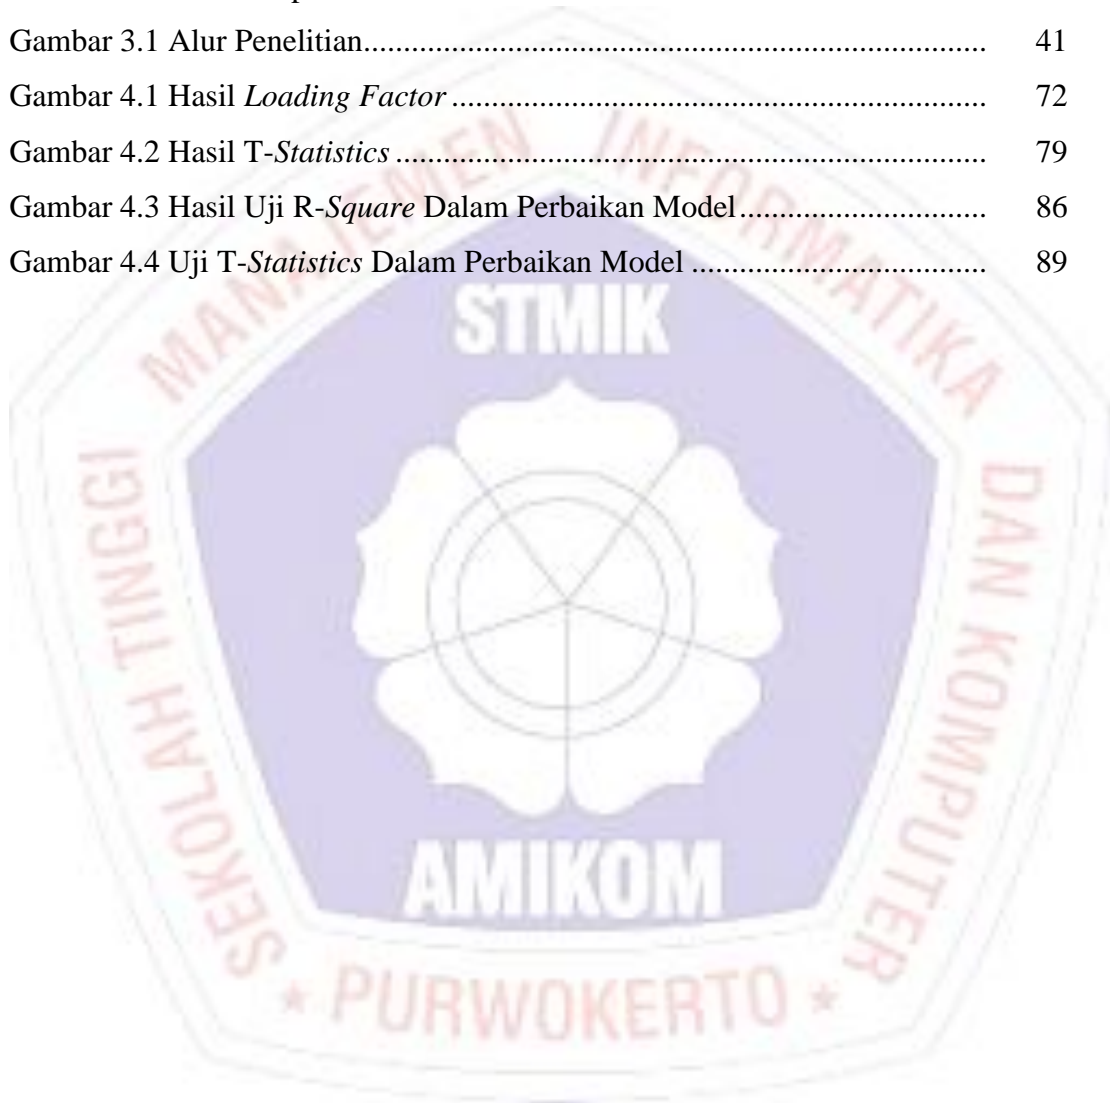 Gambar 3.1 Alur Penelitian.......................................................................... 41
Gambar 4.1 Hasil Loading Factor ................................................................ 72
Gambar 4.2 Hasil T-Statistics ....................................................................... 79
Gambar 4.3 Hasil Uji R-Square Dalam Perbaikan Model.............................. 86
Gambar 4.4 Uji T-Statistics Dalam Perbaikan Model ................................... 89
SEKOLAH TINGGI MANAJEMEN INFORMATIKA DAN KOMPUTER
STMIK
AMIKOM
* PURWOKERTO *